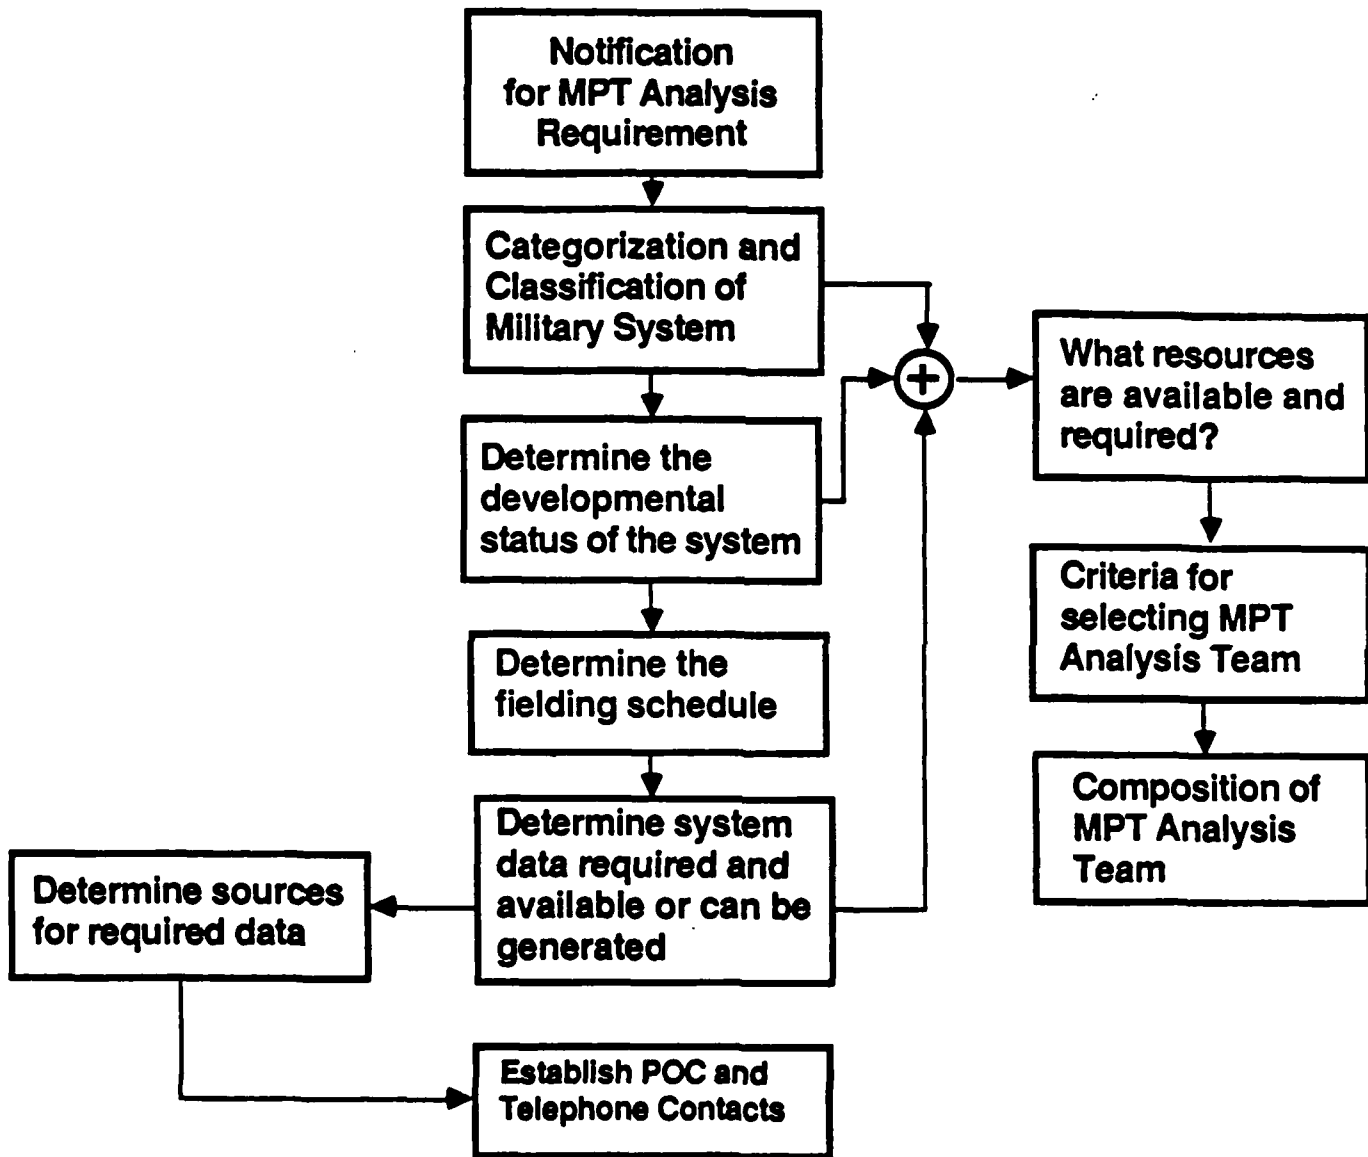 Notification
for MPT Analysis
Requirement
Categorization and
Classification of
Military System
+
What resources
are available and
required?
Determine the
developmental
status of the system
Criteria for
selecting MPT
Analysis Team
Determine the
fielding schedule
Composition of
MPT Analysis
Team
Determine system
data required and
available or can be
generated
Determine sources
for required data
Establish POC and
Telephone Contacts